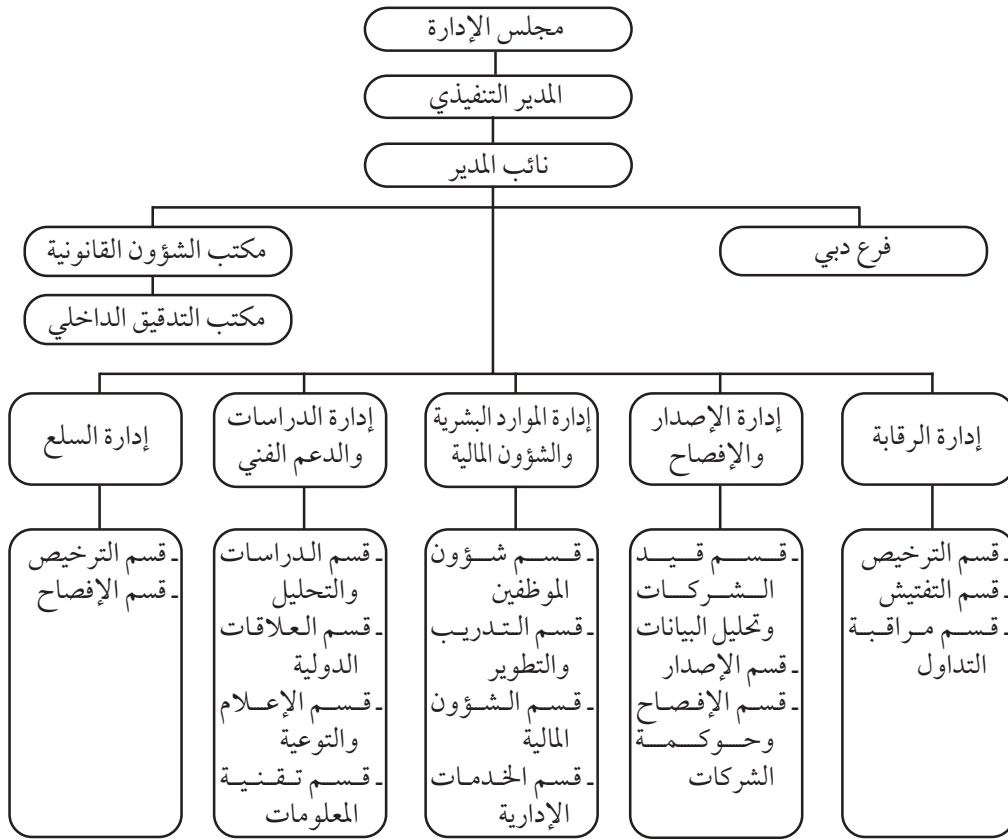 مجلس الإدارة
المدير التنفيذي
نائب المدير
فرع دبي
مكتب الشؤون القانونية
مكتب التدقيق الداخلي
إدارة الرقابة
إدارة الإصدار
والإفصاح
إدارة الموارد البشرية
والشؤون المالية
إدارة الدراسات
والدعم الفني
إدارة السلع
ـ قسم الترخيص
ـ قسم التفتيش
ـ قسم مراقبة
التداول
ـ قسم قيد
الشركات
وتحليل البيانات
ـ قسم الإصدار
ـ قسم الإفصاح
وحوكمة
الشركات
ـ قسم شؤون
الموظفين
ـ قسم التدريب
والتطوير
ـ قسم الشؤون
المالية
ـ قسم الخدمات
الإدارية
ـ قسم الدراسات
والتحليل
ـ قسم العلاقات
الدولية
ـ قسم الإعلام
والتوعية
ـ قسم تقنية
المعلومات
ـ قسم الترخيص
ـ قسم الإفصاح